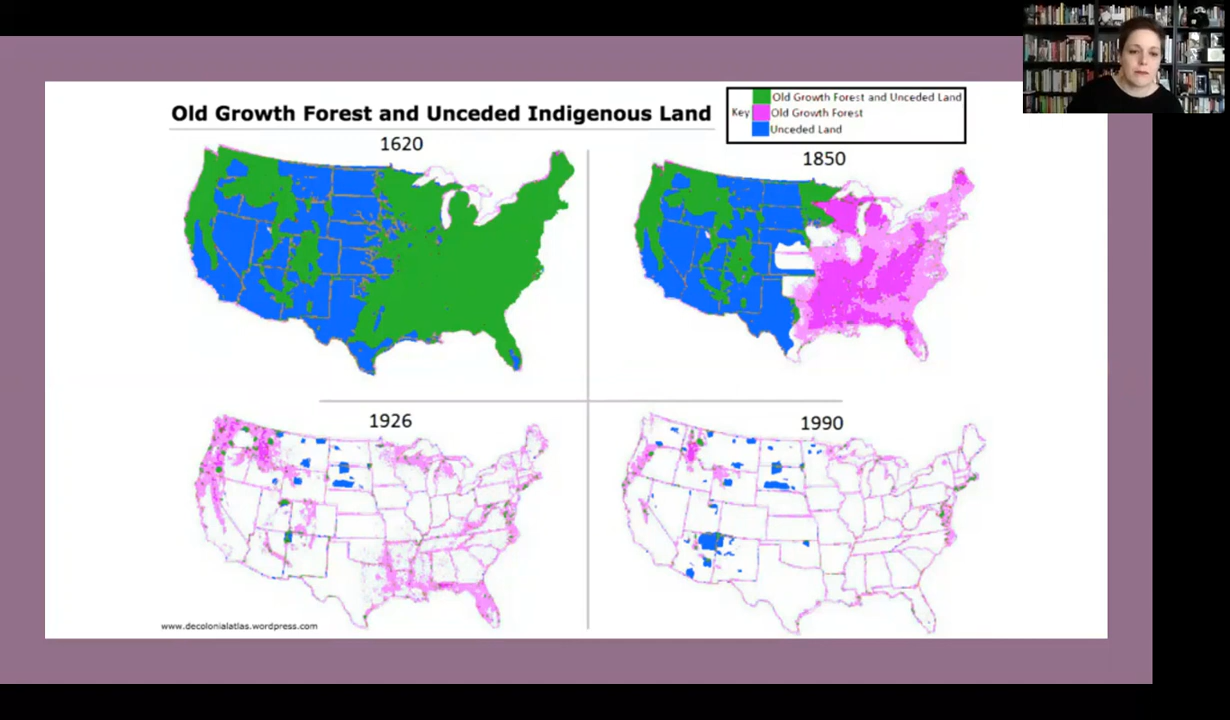 Old Growth Forest and Unceded Indigenous Land
Key
Old Growth Forest and Unceded Land
Old Growth Forest
Unceded Land
1620
1850
1926
1990
www.decolonialatlas.wordpress.com